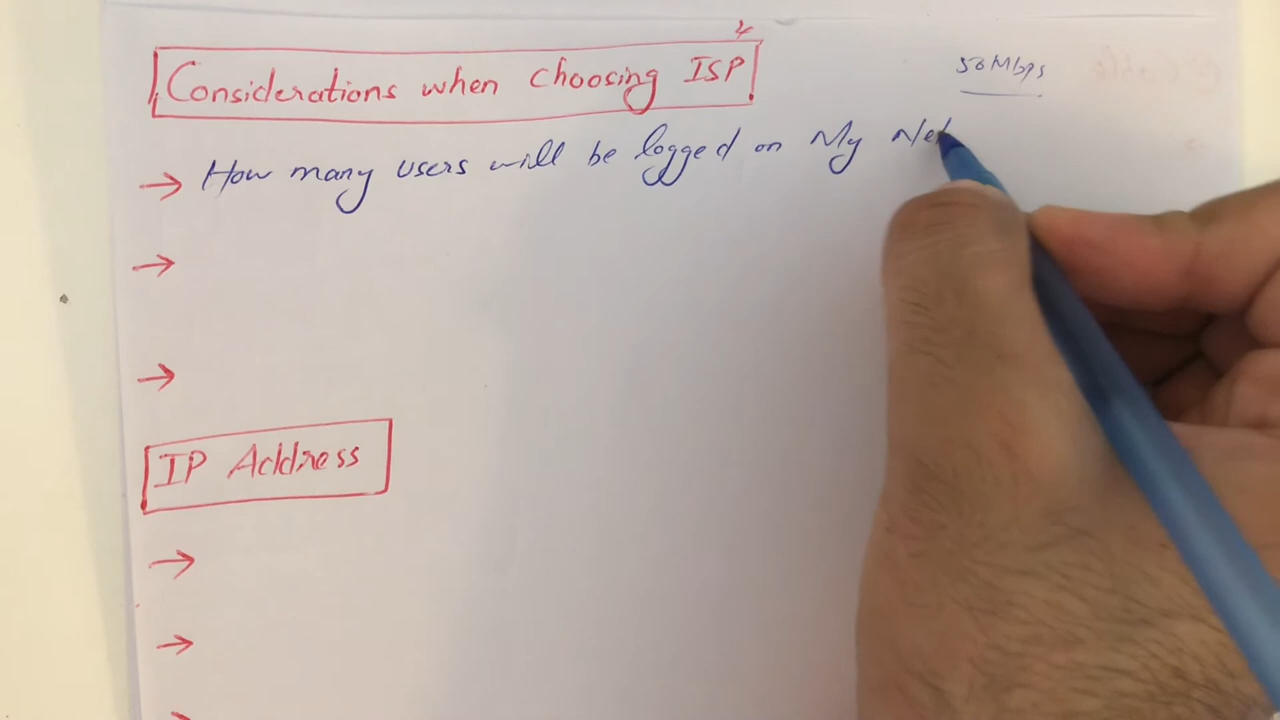 Considerations when choosing ISP
50Mbps
How many users will be logged on My Net
IP Address